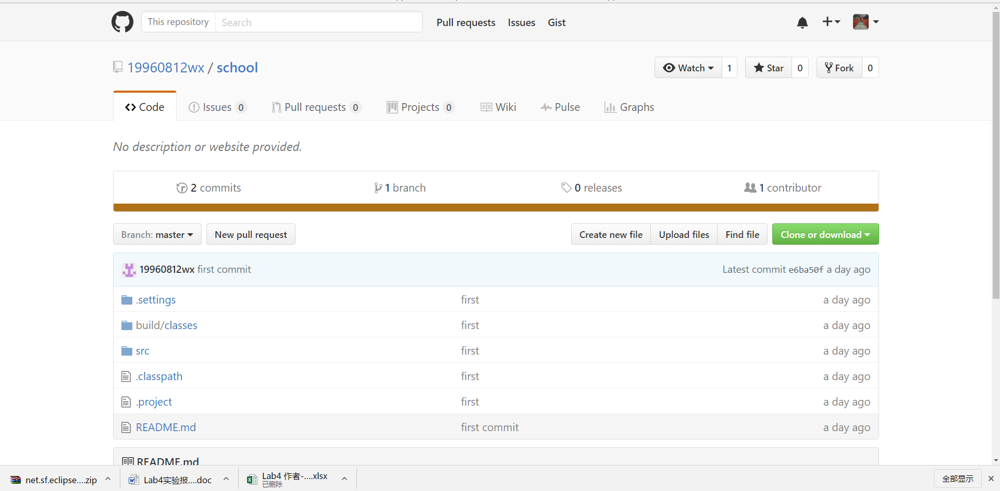 This repository Search Pull requests Issues Gist
19960812wx / school Watch 1 Star 0 Fork 0
Code Issues 0 Pull requests 0 Projects 0 Wiki Pulse Graphs
No description or website provided.
2 commits 1 branch 0 releases 1 contributor
Branch: master New pull request Create new file Upload files Find file Clone or download
19960812wx first commit Latest commit e6ba50f a day ago
.settings first a day ago
build/classes first a day ago
src first a day ago
.classpath first a day ago
.project first a day ago
README.md first commit a day ago
README.md
net.sf.eclipse....zip Lab4实验报....doc Lab4 作者-....xlsx 全部显示
已删除